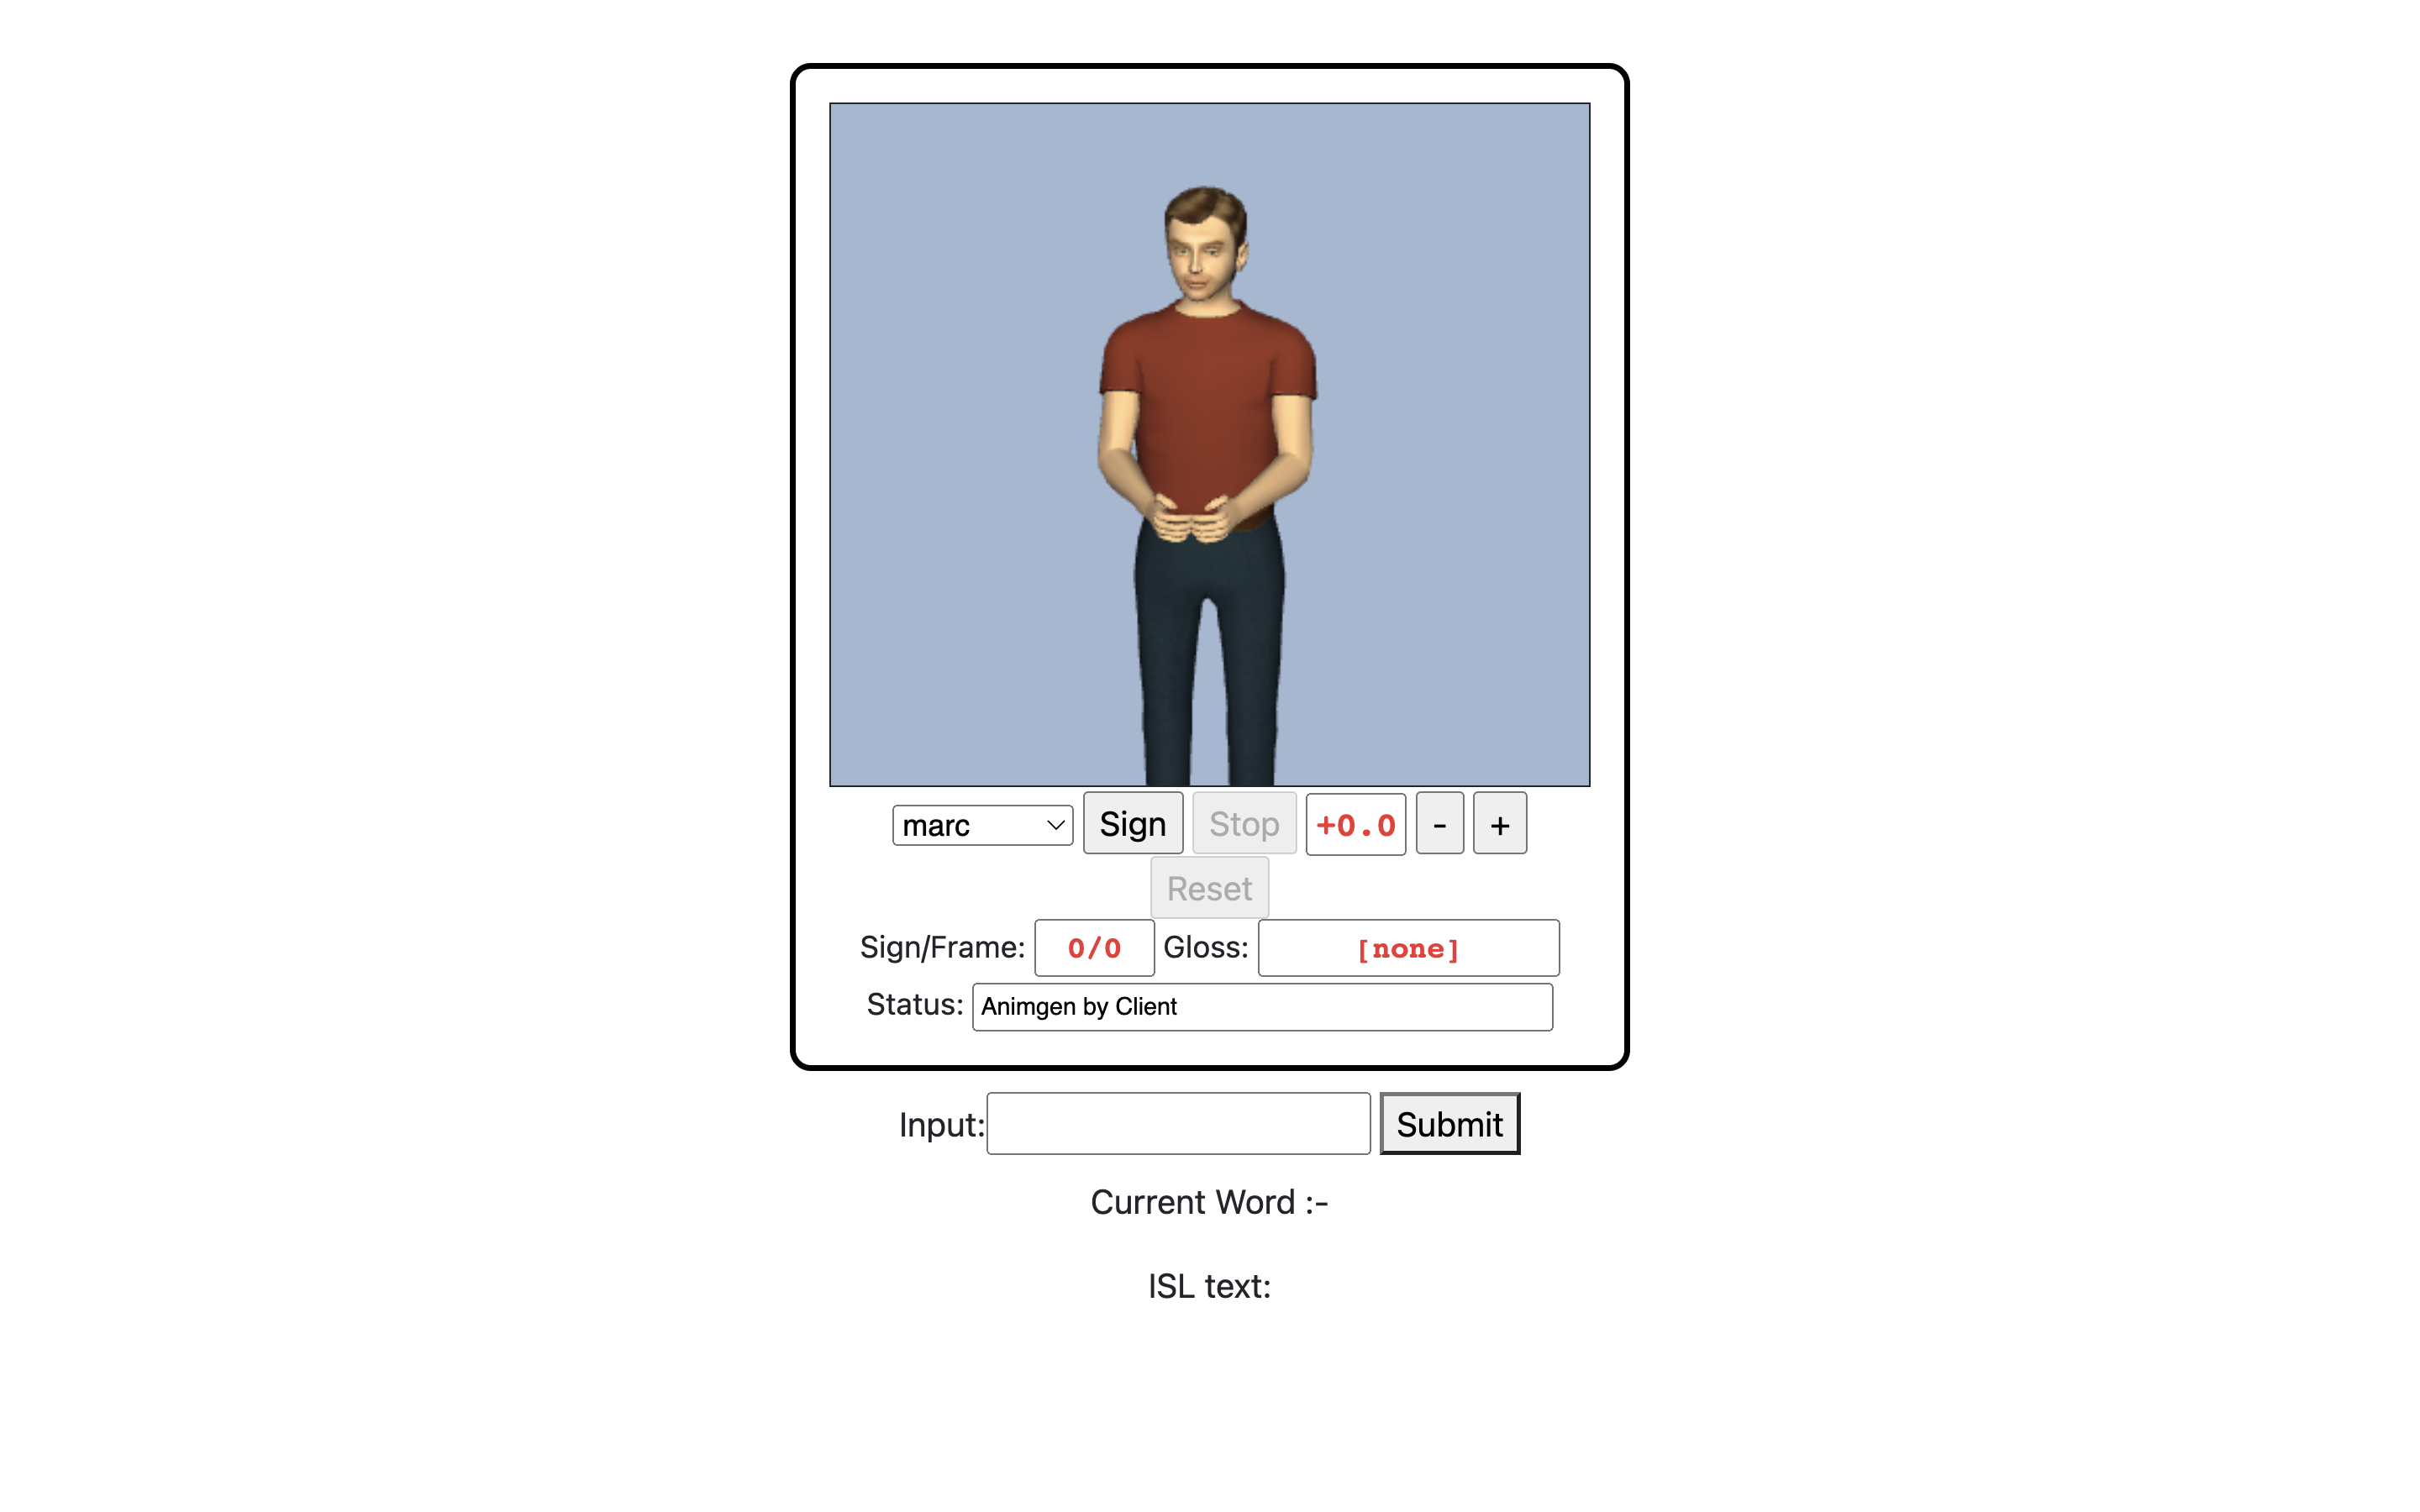 marc Sign Stop +0.0 - +
Reset
Sign/Frame: 0/0 Gloss: [none]
Status: Animgen by Client
Input: Submit
Current Word :-
ISL text: